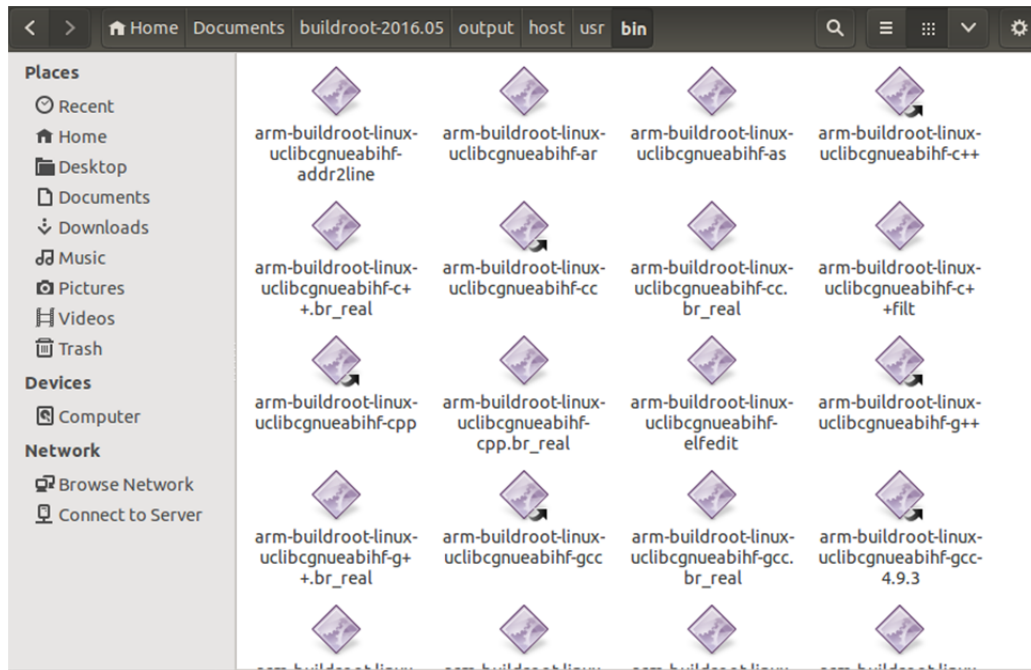 Home Documents buildroot-2016.05 output host usr bin
Places
Recent
Home
Desktop
Documents
Downloads
Music
Pictures
Videos
Trash
Devices
Computer
Network
Browse Network
Connect to Server
arm-buildroot-linux-
uclibcgnueabihf-
addr2line
arm-buildroot-linux-
uclibcgnueabihf-ar
arm-buildroot-linux-
uclibcgnueabihf-as
arm-buildroot-linux-
uclibcgnueabihf-c++
arm-buildroot-linux-
uclibcgnueabihf-c+
+.br_real
arm-buildroot-linux-
uclibcgnueabihf-cc
arm-buildroot-linux-
uclibcgnueabihf-cc.
br_real
arm-buildroot-linux-
uclibcgnueabihf-c+
+filt
arm-buildroot-linux-
uclibcgnueabihf-cpp
arm-buildroot-linux-
uclibcgnueabihf-
cpp.br_real
arm-buildroot-linux-
uclibcgnueabihf-
elfedit
arm-buildroot-linux-
uclibcgnueabihf-g++
arm-buildroot-linux-
uclibcgnueabihf-g+
+.br_real
arm-buildroot-linux-
uclibcgnueabihf-gcc
arm-buildroot-linux-
uclibcgnueabihf-gcc.
br_real
arm-buildroot-linux-
uclibcgnueabihf-gcc-
4.9.3